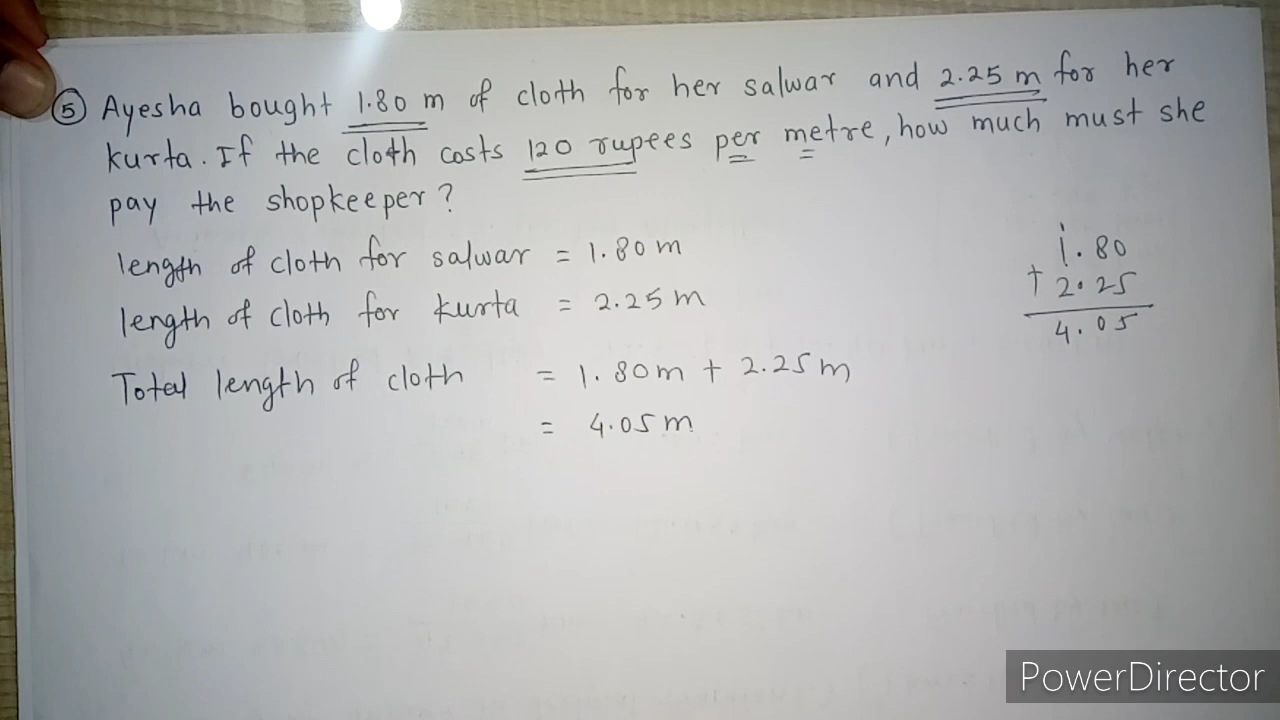 ⑤ Ayesha bought 1.80 m of cloth for her salwar and 2.25 m for her
kurta. If the cloth costs 120 rupees per metre, how much must she
pay the shopkeeper?
length of cloth for salwar = 1.80 m
length of cloth for kurta = 2.25 m
Total length of cloth = 1.80m + 2.25m
= 4.05 m
1
1.80
+ 2.25
4.05
PowerDirector